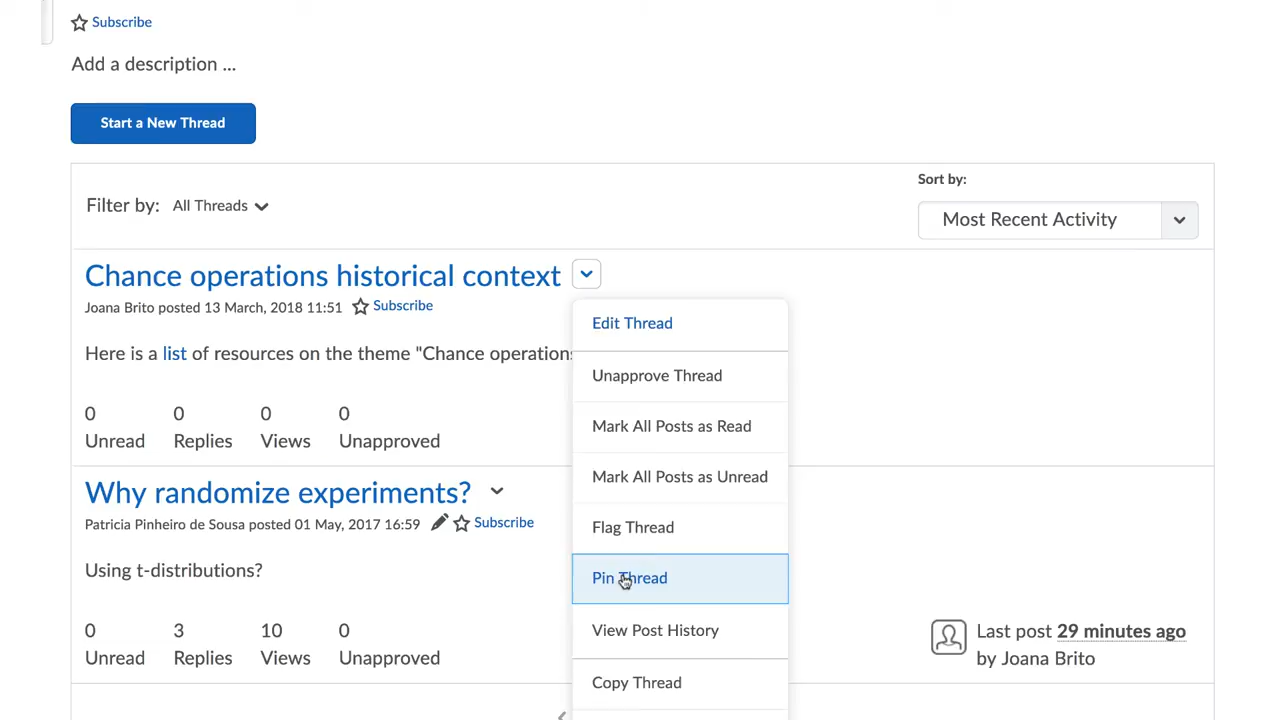 Subscribe
Add a description ...
Start a New Thread
Filter by: All Threads
Sort by:
Most Recent Activity
Chance operations historical context
Joana Brito posted 13 March, 2018 11:51 Subscribe
Here is a list of resources on the theme "Chance operations
0 0 0 0
Unread Replies Views Unapproved
Edit Thread
Unapprove Thread
Mark All Posts as Read
Mark All Posts as Unread
Flag Thread
Pin Thread
View Post History
Copy Thread
Why randomize experiments?
Patricia Pinheiro de Sousa posted 01 May, 2017 16:59 Subscribe
Using t-distributions?
0 3 10 0
Unread Replies Views Unapproved
Last post 29 minutes ago
by Joana Brito